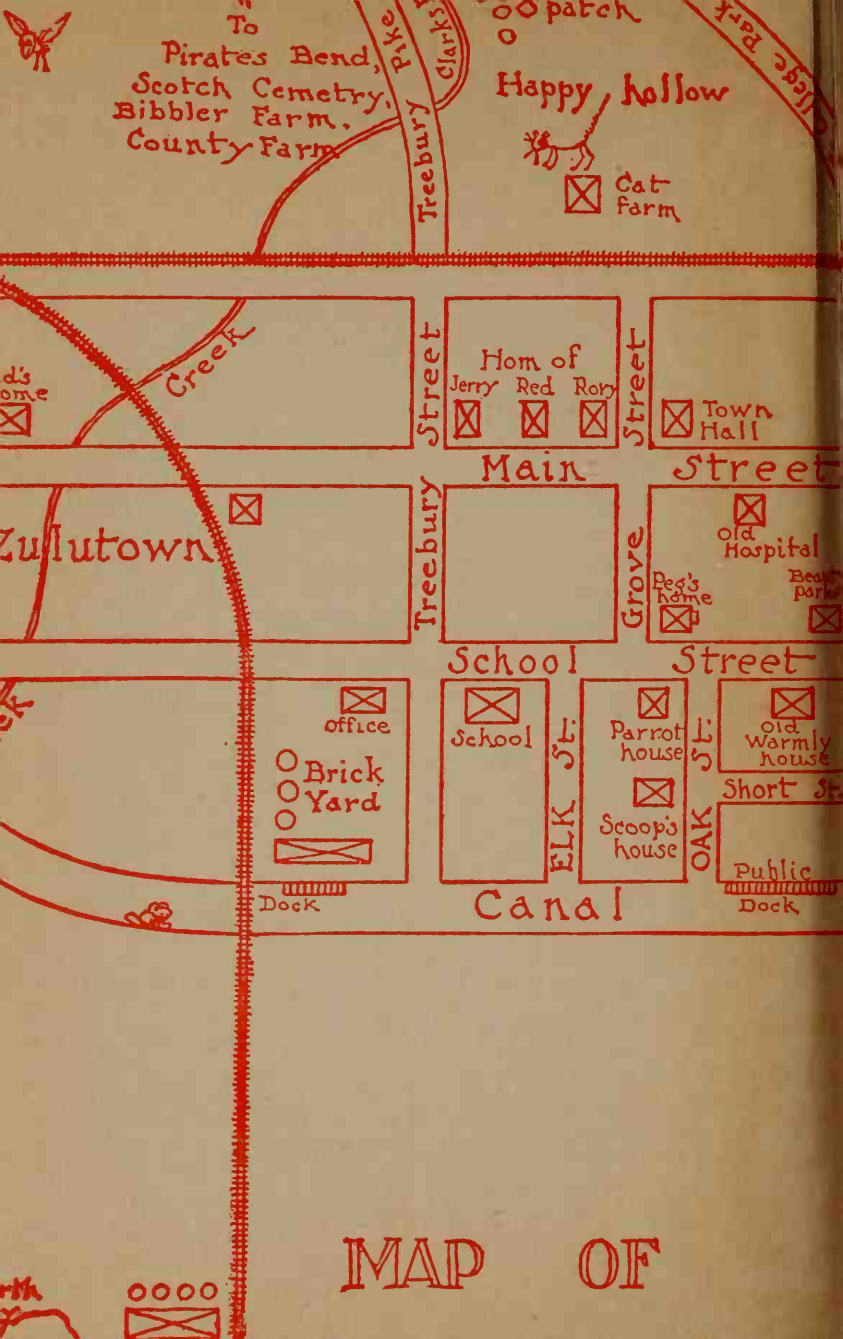 To
Pirates Bend,
Scotch Cemetry,
Bibbler Farm,
County Farm
Treebury Pike
patch
Happy hollow
Cat
farm
Park
Creek
Street
Hom of
Jerry Red Rory
Street
Town
Hall
Main Street
Zulutown
Treebury
Grove
Old
Hospital
Peg's
home
School Street
office
Brick
Yard
School
ELK St.
Parrot
house
Scoop's
house
OAK St.
Old
Warmly
house
Short St.
Public
Dock
Dock
Canal
MAP OF